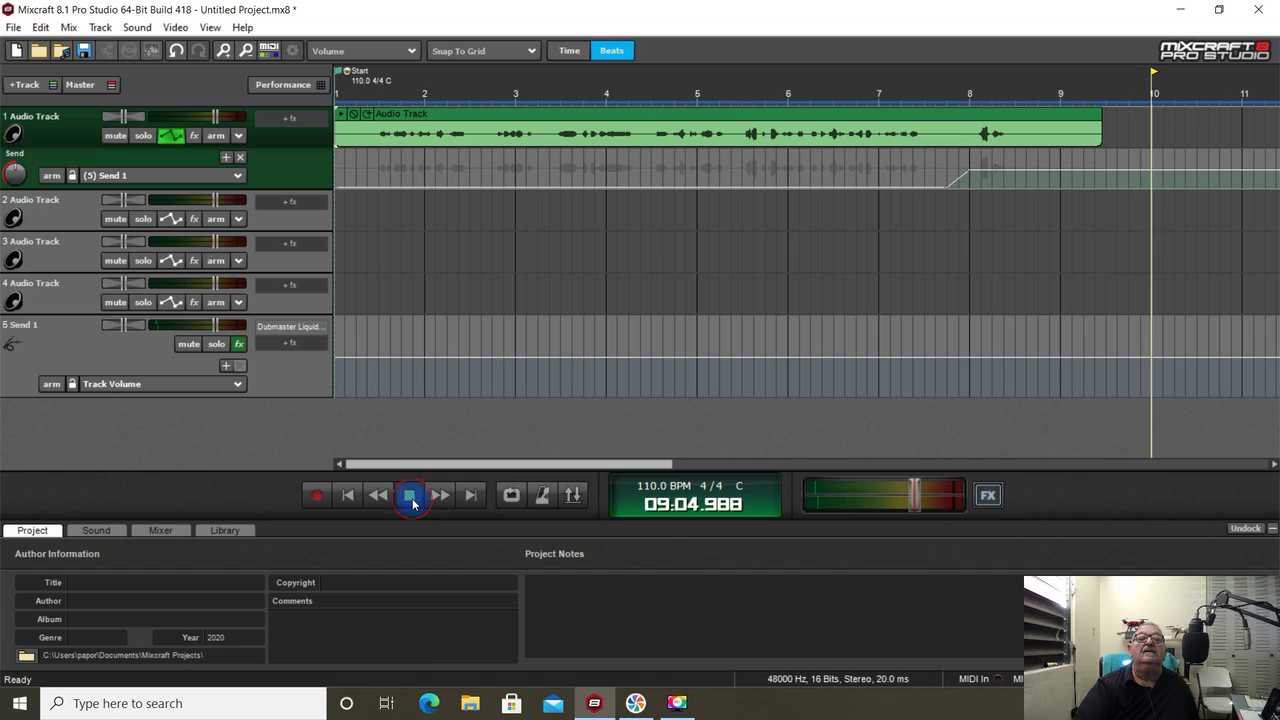 Mixcraft 8.1 Pro Studio 64-Bit Build 418 - Untitled Project.mx8 *
File Edit Mix Track Sound Video View Help
MIDI Volume Snap To Grid Time Beats MIXCRAFT 8
PRO STUDIO
+Track Master Performance
Start
110.0 4/4 C
1 2 3 4 5 6 7 8 9 10 11
1 Audio Track + fx Audio Track
mute solo fx arm
Send
arm (5) Send 1
2 Audio Track + fx
mute solo fx arm
3 Audio Track + fx
mute solo fx arm
4 Audio Track + fx
mute solo fx arm
5 Send 1 Dubmaster Liquid...
mute solo fx + fx
arm Track Volume
110.0 BPM 4 / 4 C
09:04.988
FX
Project Sound Mixer Library Undock
Author Information Project Notes
Title Copyright
Author Comments
Album
Genre Year 2020
C:\Users\papor\Documents\Mixcraft Projects\
Ready 48000 Hz, 16 Bits, Stereo, 20.0 ms MIDI In
Type here to search